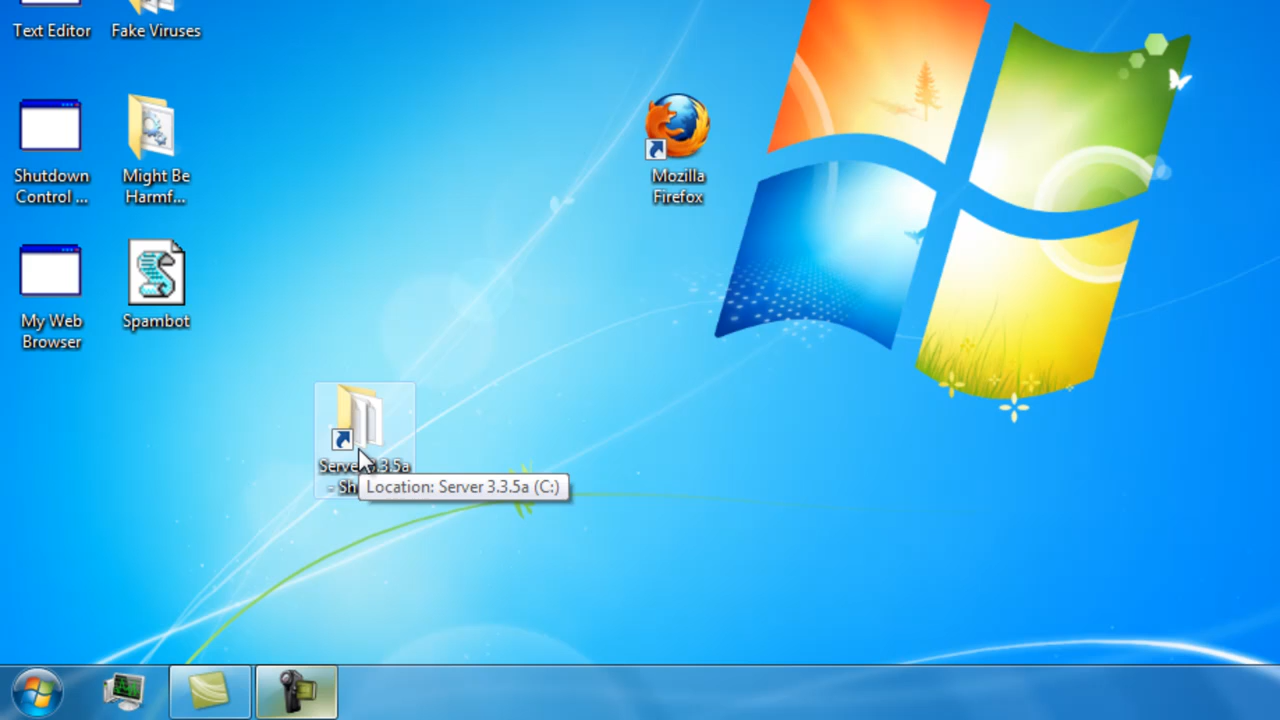 Text Editor
Fake Viruses
Shutdown
Control ...
Might Be
Harmf...
My Web
Browser
Spambot
Mozilla
Firefox
Server 3.3.5a
- Sh
Location: Server 3.3.5a (C:)